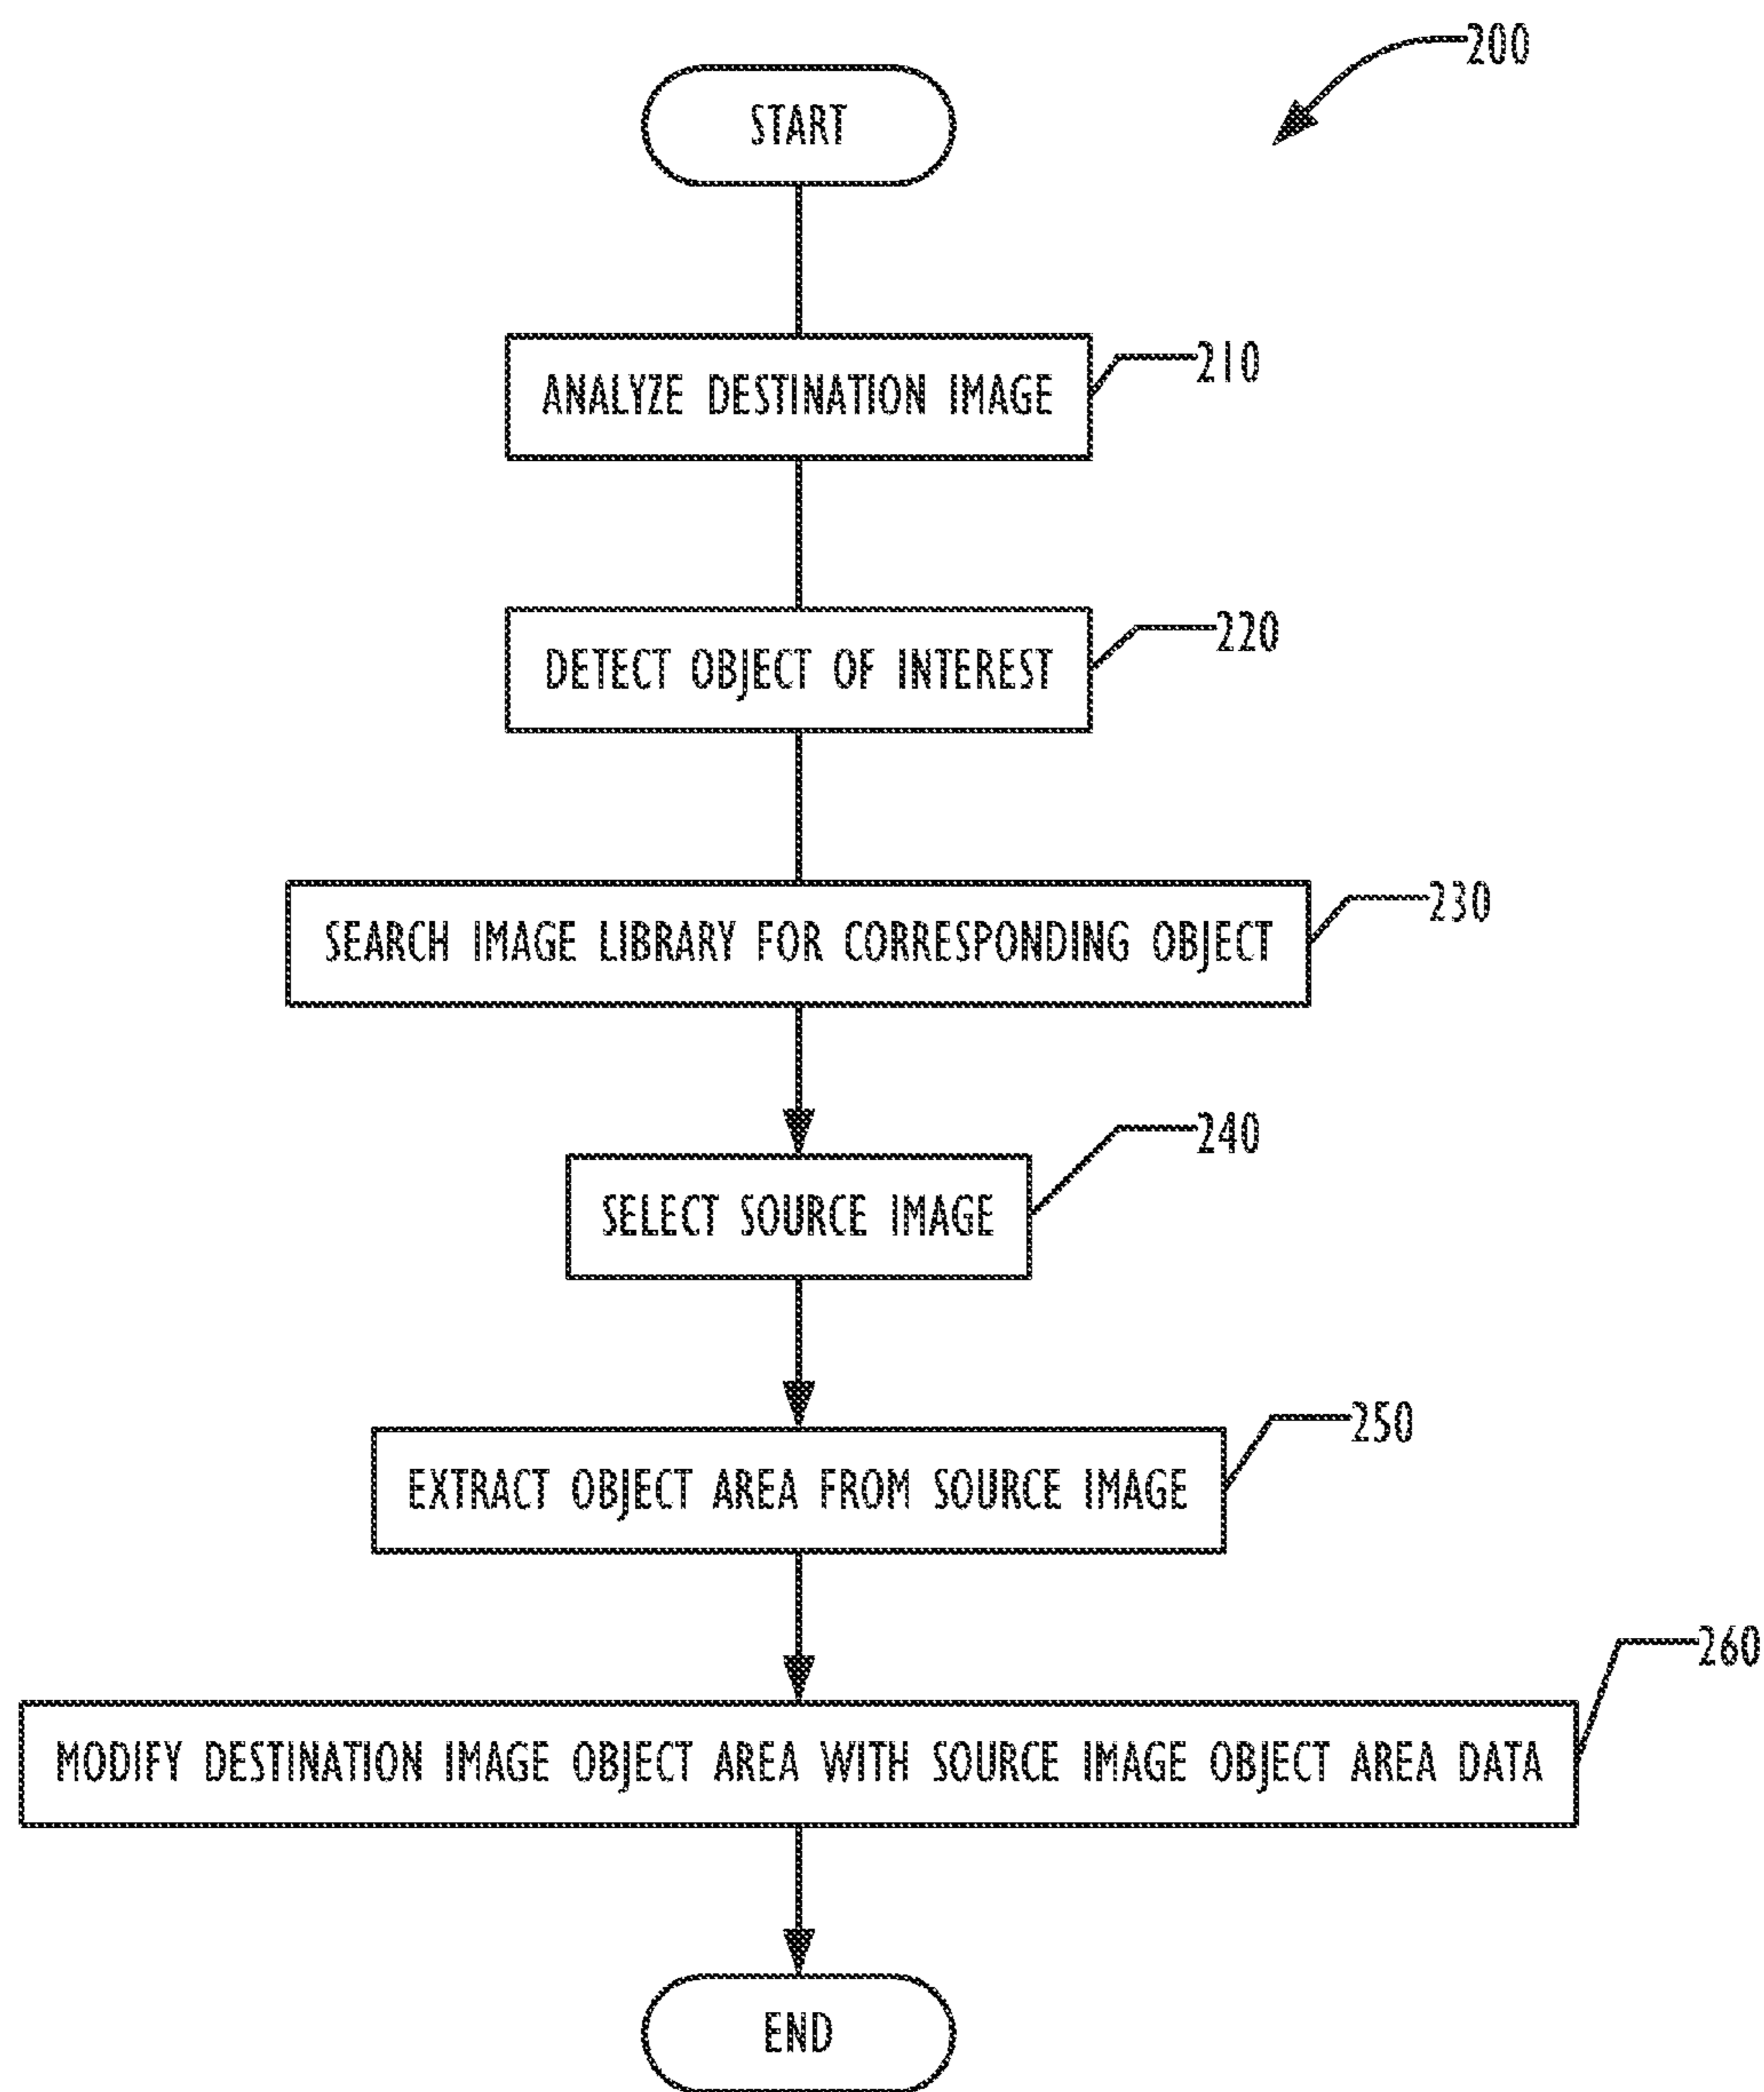 200
START
ANALYZE DESTINATION IMAGE
210
DETECT OBJECT OF INTEREST
220
SEARCH IMAGE LIBRARY FOR CORRESPONDING OBJECT
230
SELECT SOURCE IMAGE
240
EXTRACT OBJECT AREA FROM SOURCE IMAGE
250
MODIFY DESTINATION IMAGE OBJECT AREA WITH SOURCE IMAGE OBJECT AREA DATA
260
END